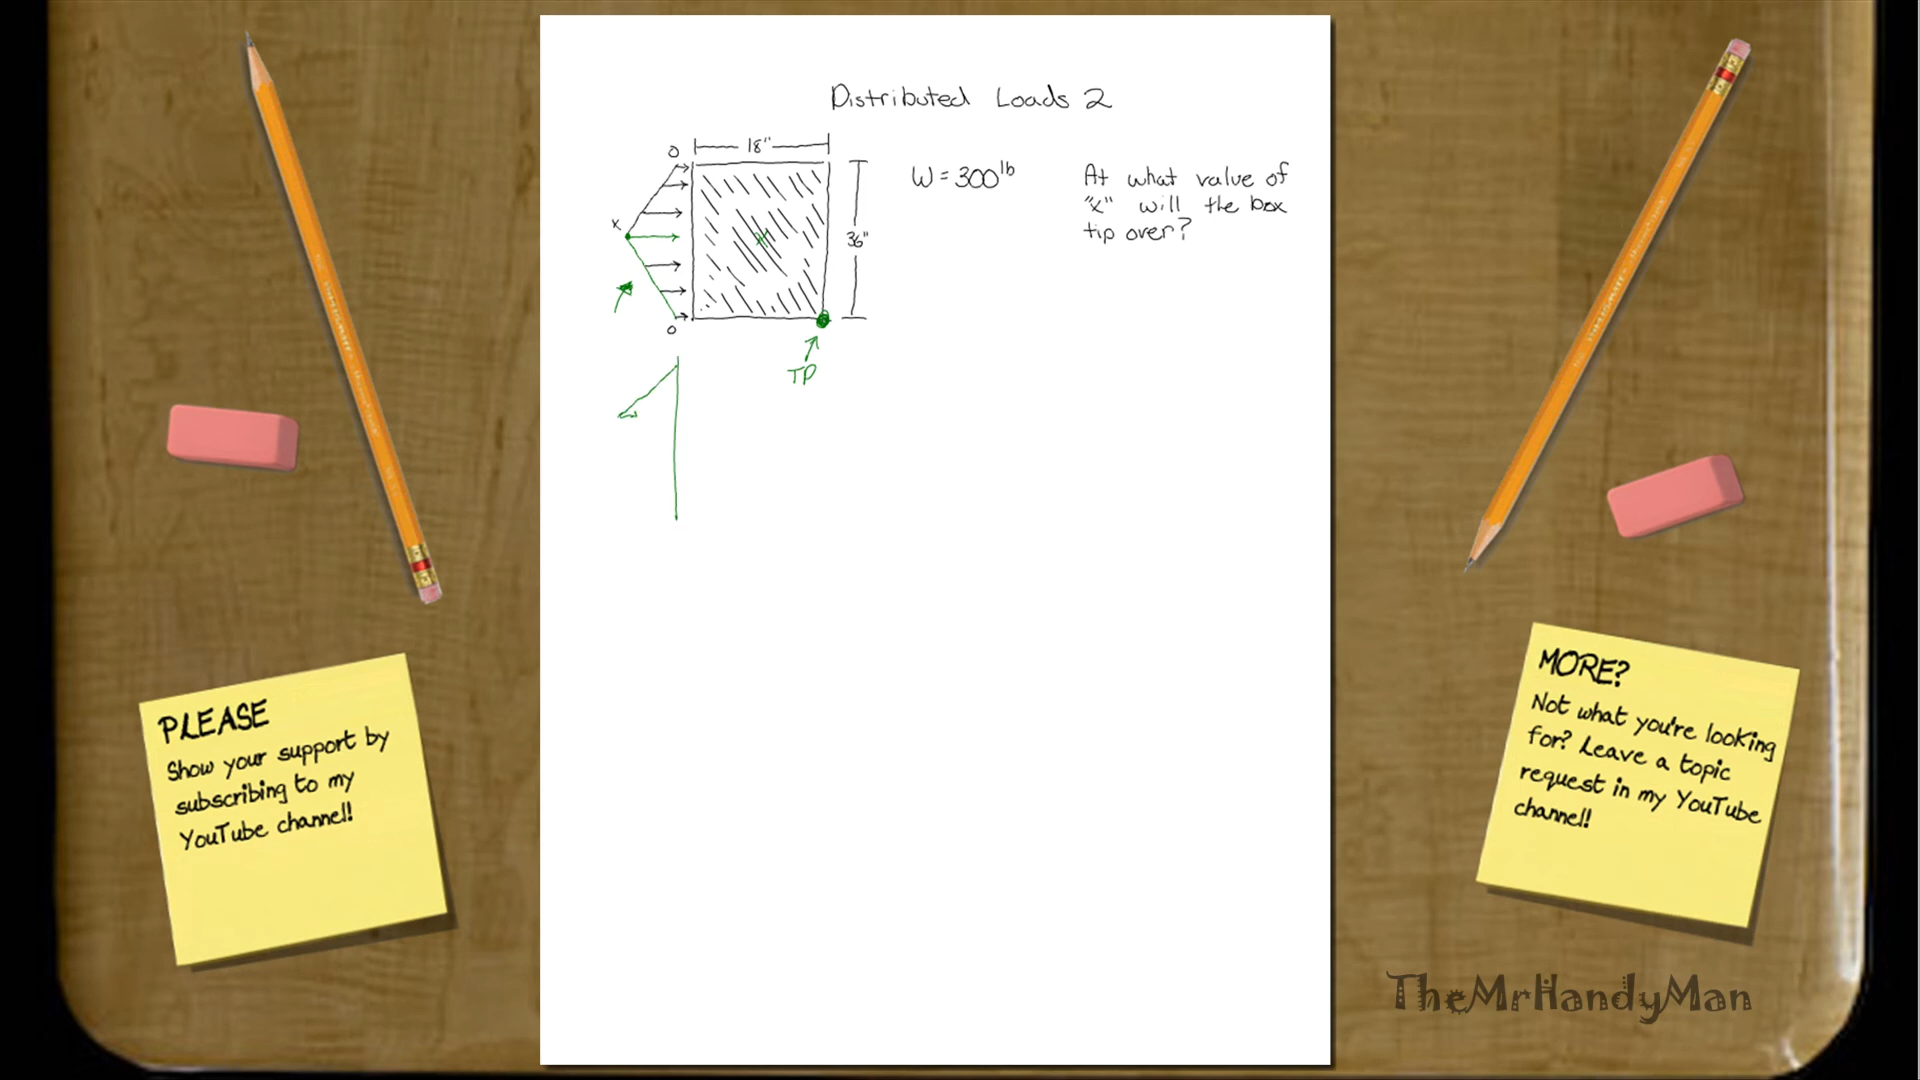 Distributed Loads 2
0
18"
W = 300lb
At what value of
"x" will the box
tip over?
x
36"
0
TP
PLEASE
Show your support by
subscribing to my
YouTube channel!
MORE?
Not what you're looking
for? Leave a topic
request in my YouTube
channel!
TheMrHandyMan